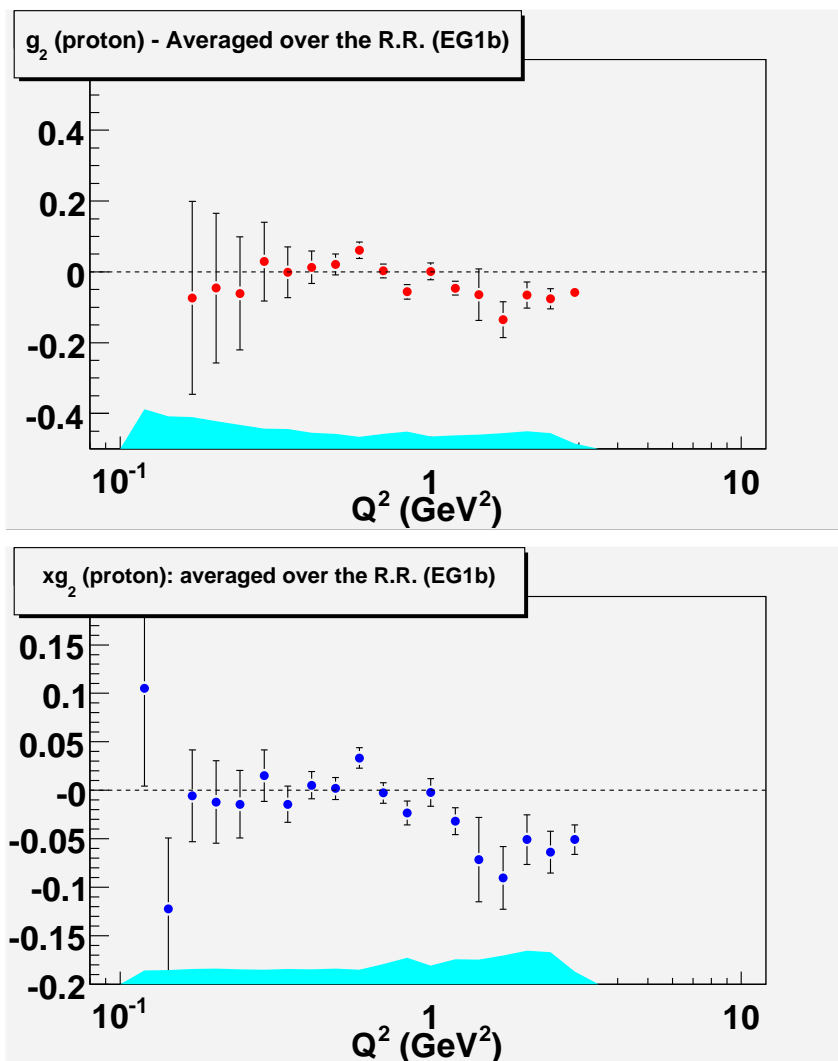 g₂ (proton) - Averaged over the R.R. (EG1b)
0.4
0.2
0
-0.2
-0.4
10⁻¹ 1 10
Q² (GeV²)
xg₂ (proton): averaged over the R.R. (EG1b)
0.15
0.1
0.05
-0
-0.05
-0.1
-0.15
-0.2
10⁻¹ 1 10
Q² (GeV²)